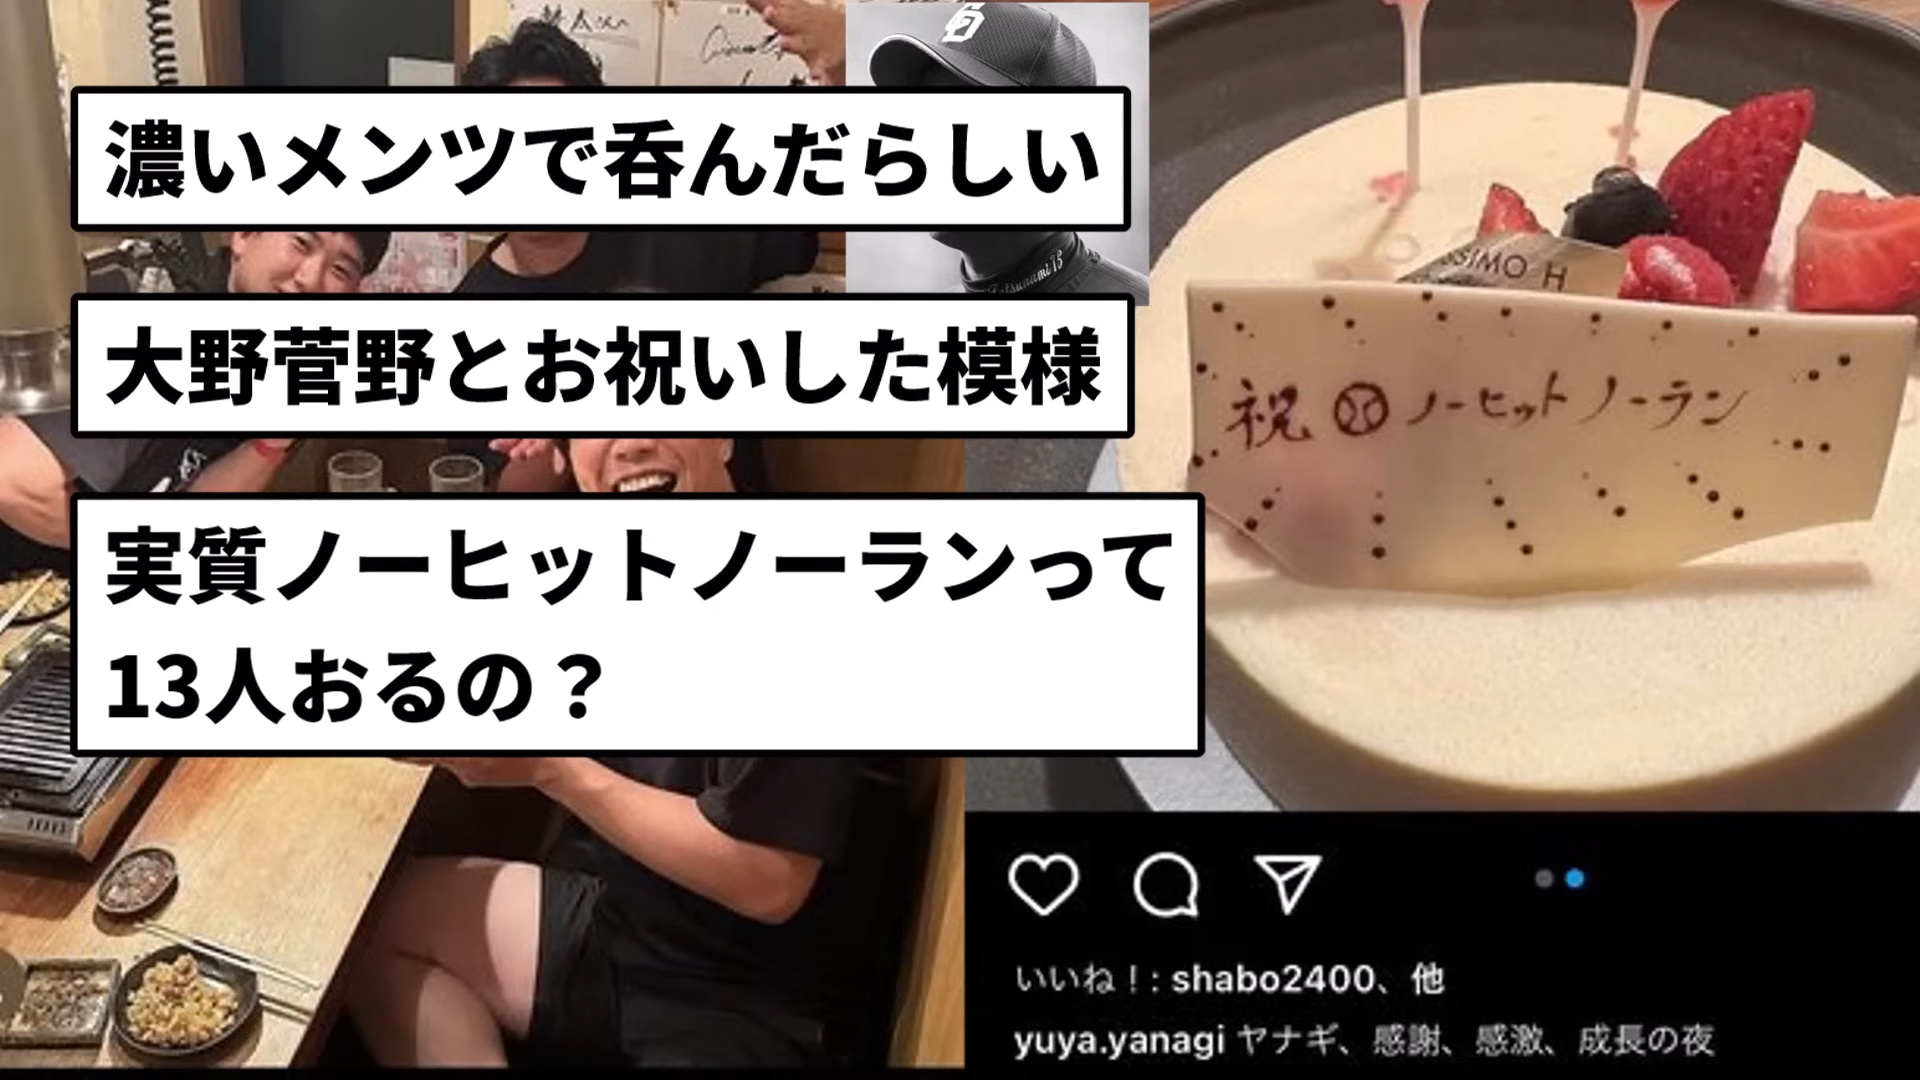 濃いメンツで呑んだらしい
大野菅野とお祝いした模様
実質ノーヒットノーランって
13人おるの？
SSIMO H
祝 ノーヒットノーラン
いいね！: shabo2400、他
yuya.yanagi ヤナギ、感謝、感激、成長の夜